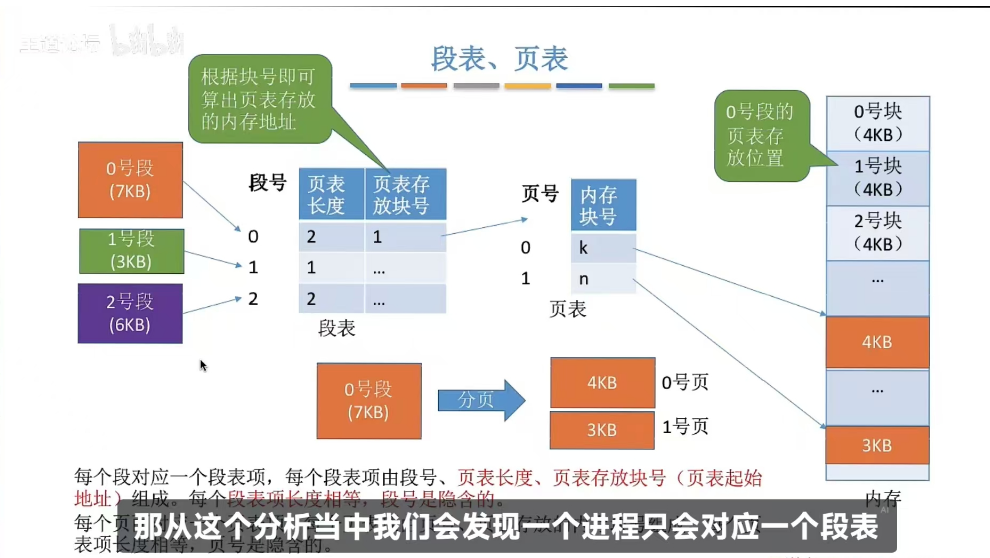 bilibili
段表、页表
根据块号即可
算出页表存放
的内存地址
0号段
(7KB)
1号段
(3KB)
2号段
(6KB)
段号
页表
长度
页表存
放块号
0
2
1
1
1
...
2
2
...
段表
页号
内存
块号
0
k
1
n
页表
0号段的
页表存
放位置
0号块
(4KB)
1号块
(4KB)
2号块
(4KB)
...
4KB
...
3KB
内存
0号段
(7KB)
分页
4KB
0号页
3KB
1号页
每个段对应一个段表项，每个段表项由段号、页表长度、页表存放块号（页表起始
地址）组成。每个段表项长度相等，段号是隐含的。
每个页
表项长度相等，页号是隐含的。
那从这个分析当中我们会发现一个进程只会对应一个段表